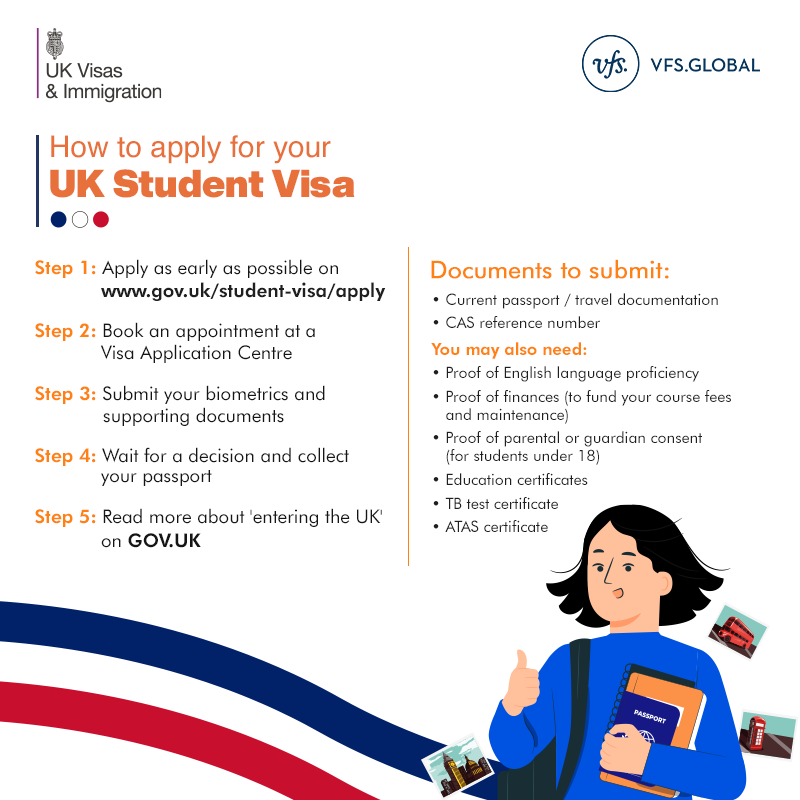 UK Visas
& Immigration
vfs.
VFS.GLOBAL
How to apply for your
UK Student Visa
Step 1: Apply as early as possible on
www.gov.uk/student-visa/apply
Step 2: Book an appointment at a
Visa Application Centre
Step 3: Submit your biometrics and
supporting documents
Step 4: Wait for a decision and collect
your passport
Step 5: Read more about 'entering the UK'
on GOV.UK
Documents to submit:
• Current passport / travel documentation
• CAS reference number
You may also need:
• Proof of English language proficiency
• Proof of finances (to fund your course fees
and maintenance)
• Proof of parental or guardian consent
(for students under 18)
• Education certificates
• TB test certificate
• ATAS certificate
PASSPORT